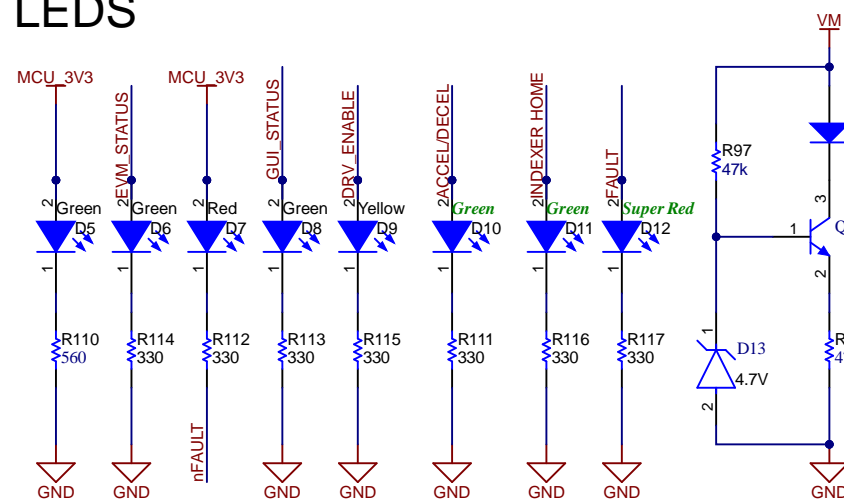 LEDS
VM
MCU_3V3
EVM_STATUS
MCU_3V3
GUI_STATUS
DRV_ENABLE
ACCEL/DECEL
INDEXER HOME
FAULT
R97
47k
2
Green
D5
1
2
Green
D6
1
2
Red
D7
1
2
Green
D8
1
2
Yellow
D9
1
2
Green
D10
1
2
Green
D11
1
2
Super Red
D12
1
3
1
Q
2
R110
560
R114
330
R112
330
R113
330
R115
330
R111
330
R116
330
R117
330
1
D13
4.7V
2
R
nFAULT
GND
GND
GND
GND
GND
GND
GND
GND